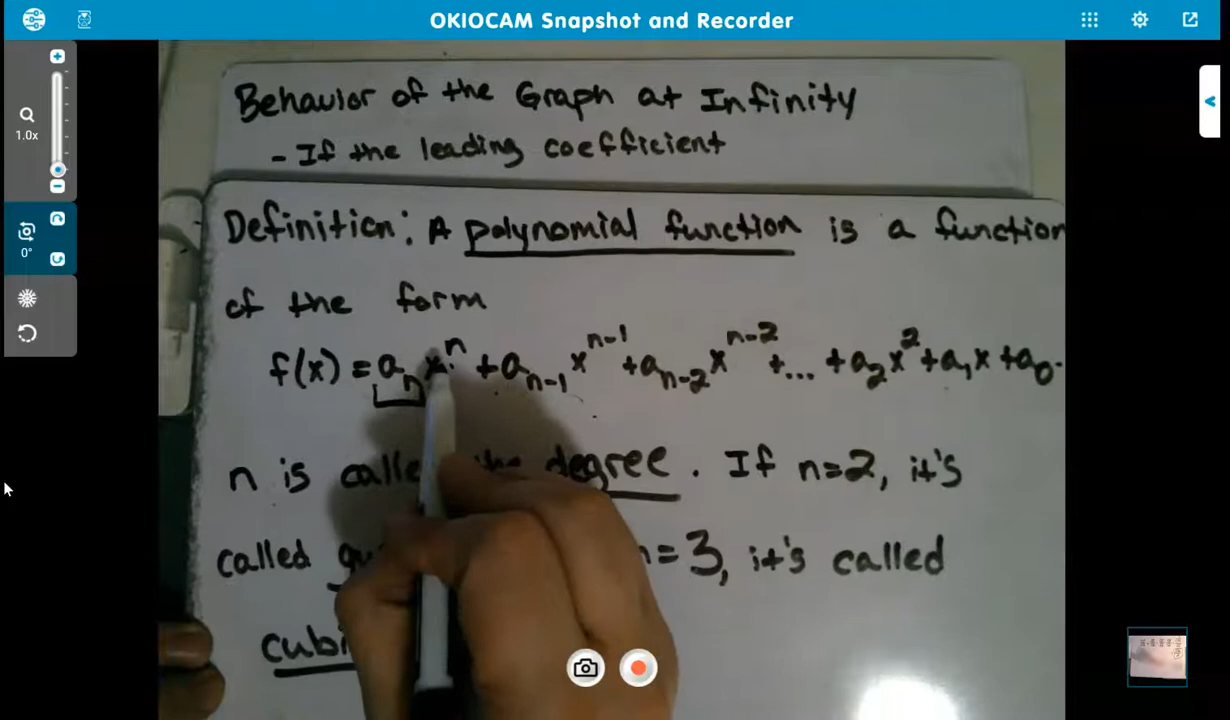 OKIOCAM Snapshot and Recorder
1.0x
0°
Behavior of the Graph at Infinity
- If the leading coefficient
Definition: A polynomial function is a function
of the form
f(x) = aₙxⁿ + aₙ₋₁xⁿ⁻¹ + aₙ₋₂xⁿ⁻² + ... + a₂x² + a₁x + a₀.
n is called the degree. If n=2, it's
called n=3, it's called